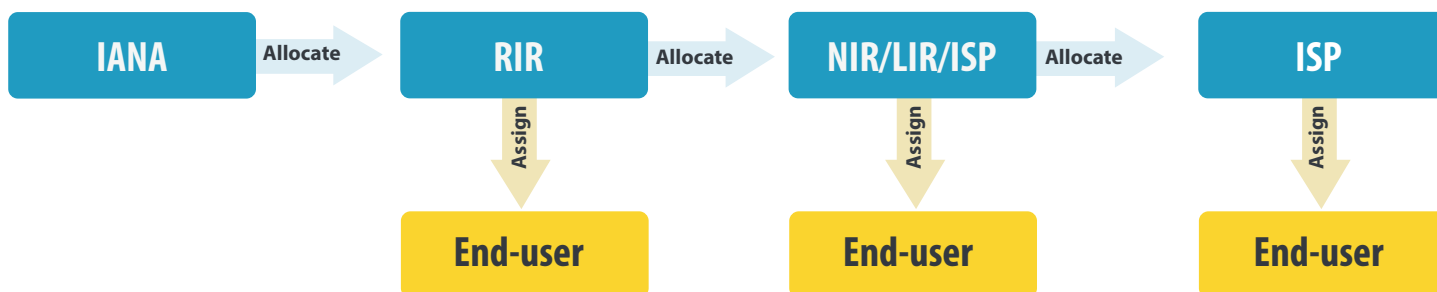 IANA
Allocate
RIR
Allocate
NIR/LIR/ISP
Allocate
ISP
Assign
Assign
Assign
End-user
End-user
End-user